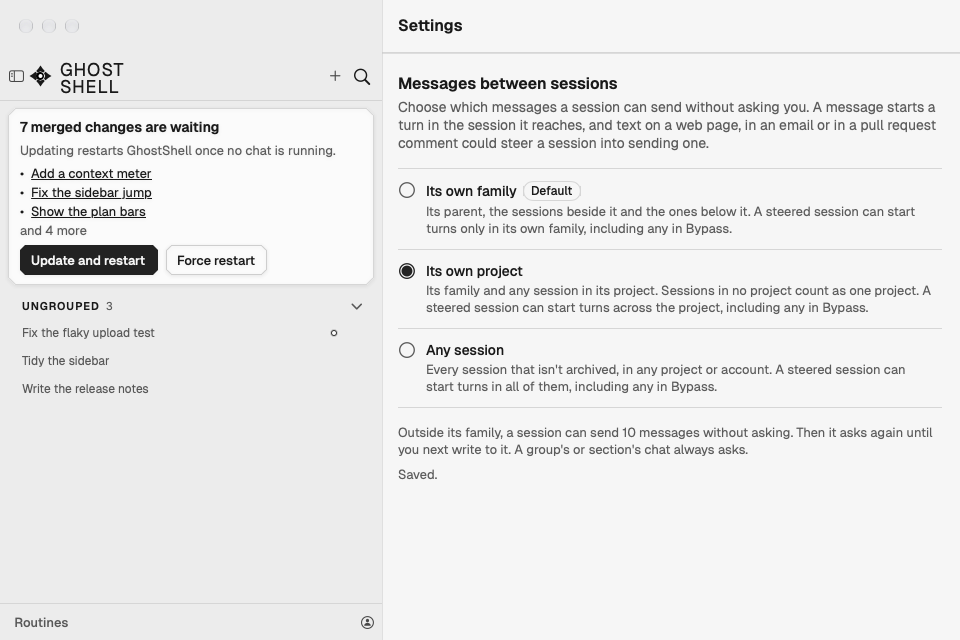 GHOST
SHELL
7 merged changes are waiting
Updating restarts GhostShell once no chat is running.
• Add a context meter
• Fix the sidebar jump
• Show the plan bars
and 4 more
Update and restart
Force restart
UNGROUPED 3
Fix the flaky upload test
Tidy the sidebar
Write the release notes
Routines
Settings
Messages between sessions
Choose which messages a session can send without asking you. A message starts a
turn in the session it reaches, and text on a web page, in an email or in a pull request
comment could steer a session into sending one.
Its own family Default
Its parent, the sessions beside it and the ones below it. A steered session can start
turns only in its own family, including any in Bypass.
Its own project
Its family and any session in its project. Sessions in no project count as one project. A
steered session can start turns across the project, including any in Bypass.
Any session
Every session that isn't archived, in any project or account. A steered session can
start turns in all of them, including any in Bypass.
Outside its family, a session can send 10 messages without asking. Then it asks again until
you next write to it. A group's or section's chat always asks.
Saved.